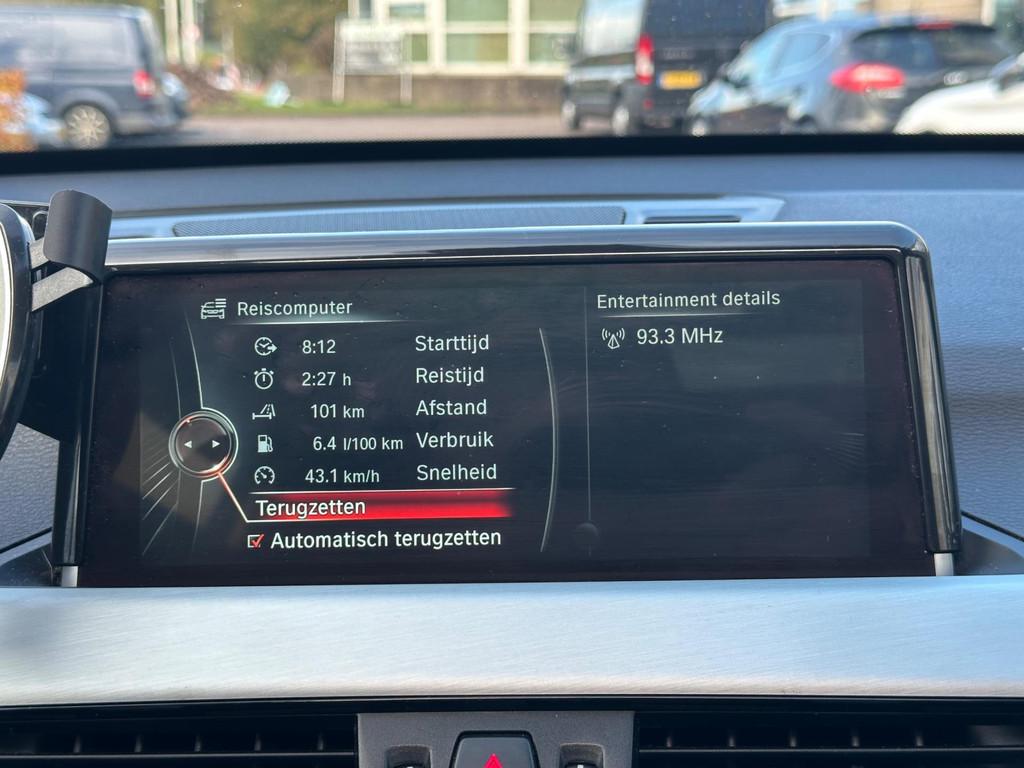 Reiscomputer
8:12 Starttijd
2:27 h Reistijd
101 km Afstand
6.4 l/100 km Verbruik
43.1 km/h Snelheid
Terugzetten
Automatisch terugzetten
Entertainment details
93.3 MHz